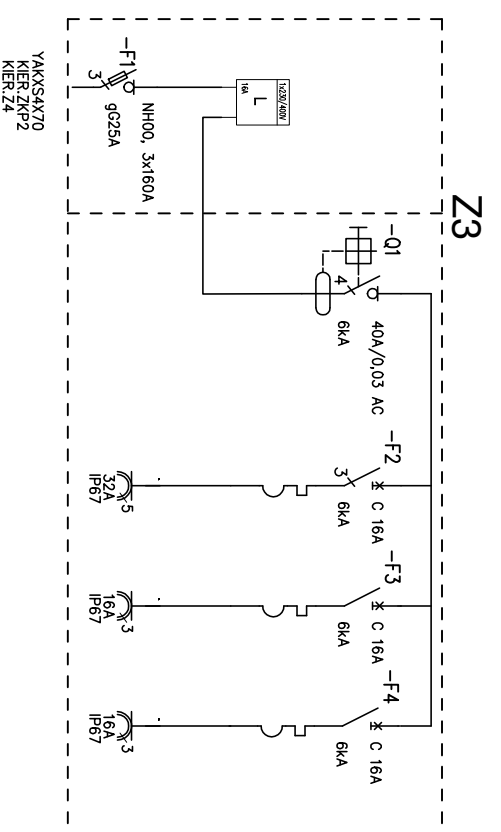 Z3
-F1
3
NH00, 3x160A
gG25A
1x230/400V
L
16A
YAKXS4X70
KIER.ZKP2
KIER.Z4
-Q1
4
40A/0,03 AC
6kA
-F2
3
C 16A
6kA
5
32A
IP67
-F3
C 16A
6kA
3
16A
IP67
-F4
C 16A
6kA
3
16A
IP67